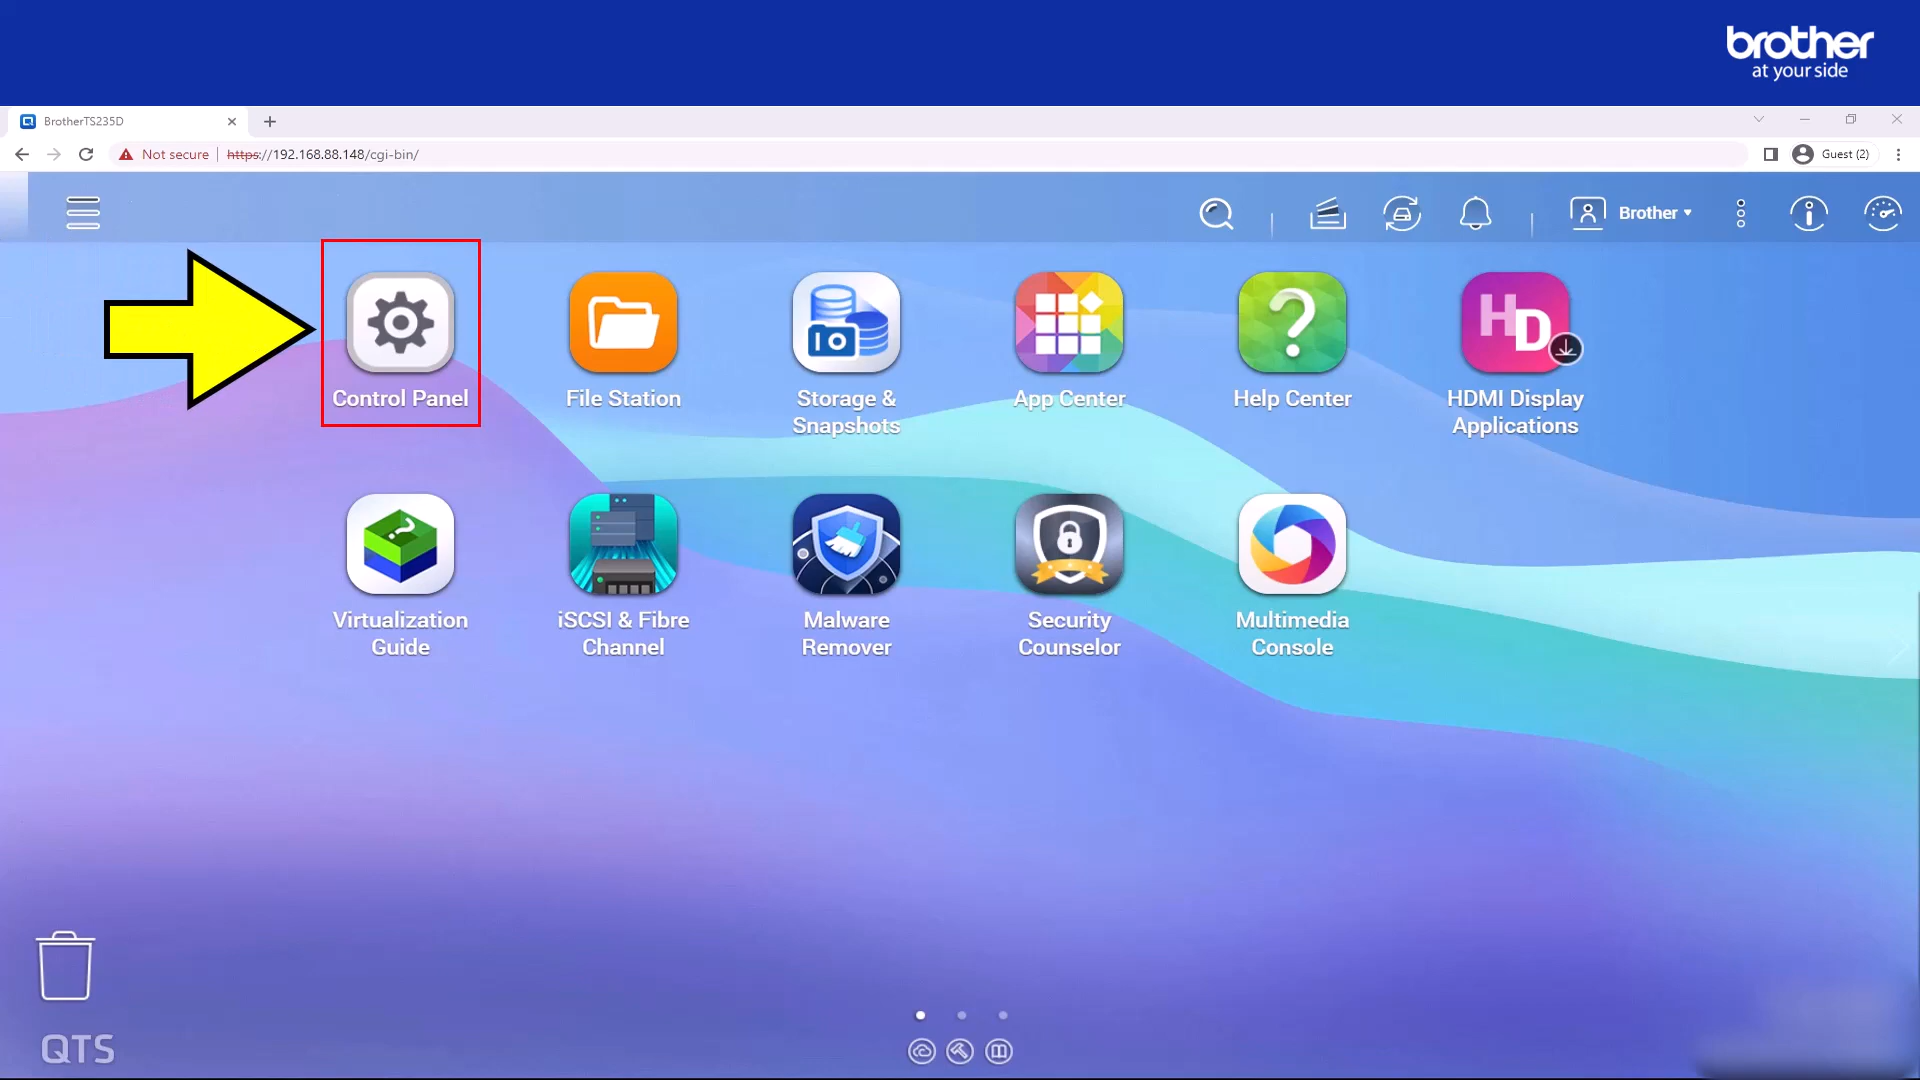 brother
at your side
BrotherTS235D
Not secure
https://192.168.88.148/cgi-bin/
Guest (2)
Brother
Control Panel
File Station
Storage &
Snapshots
App Center
Help Center
HD
HDMI Display
Applications
Virtualization
Guide
iSCSI & Fibre
Channel
Malware
Remover
Security
Counselor
Multimedia
Console
QTS